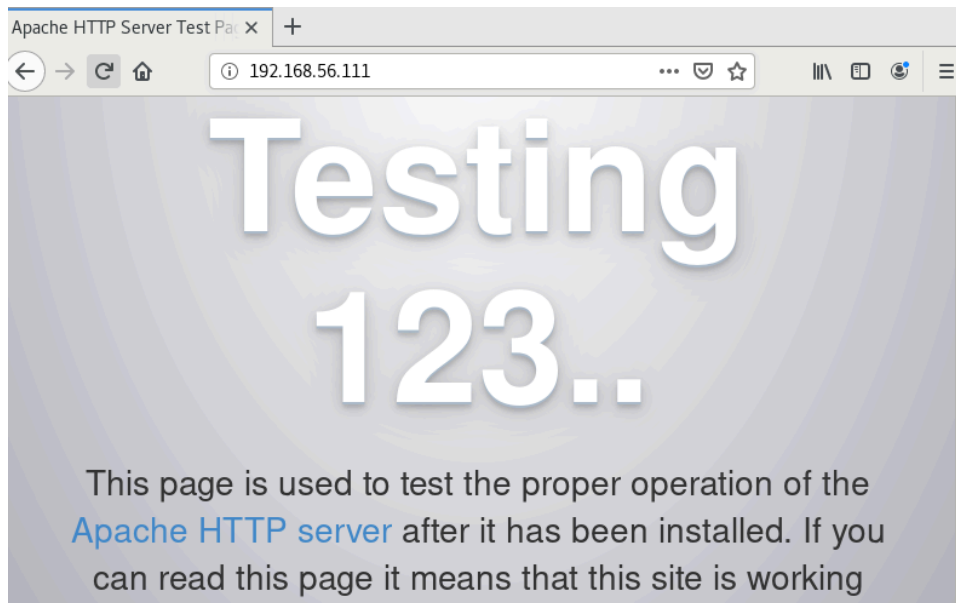 Apache HTTP Server Test Pag
192.168.56.111
Testing
123..
This page is used to test the proper operation of the
Apache HTTP server after it has been installed. If you
can read this page it means that this site is working